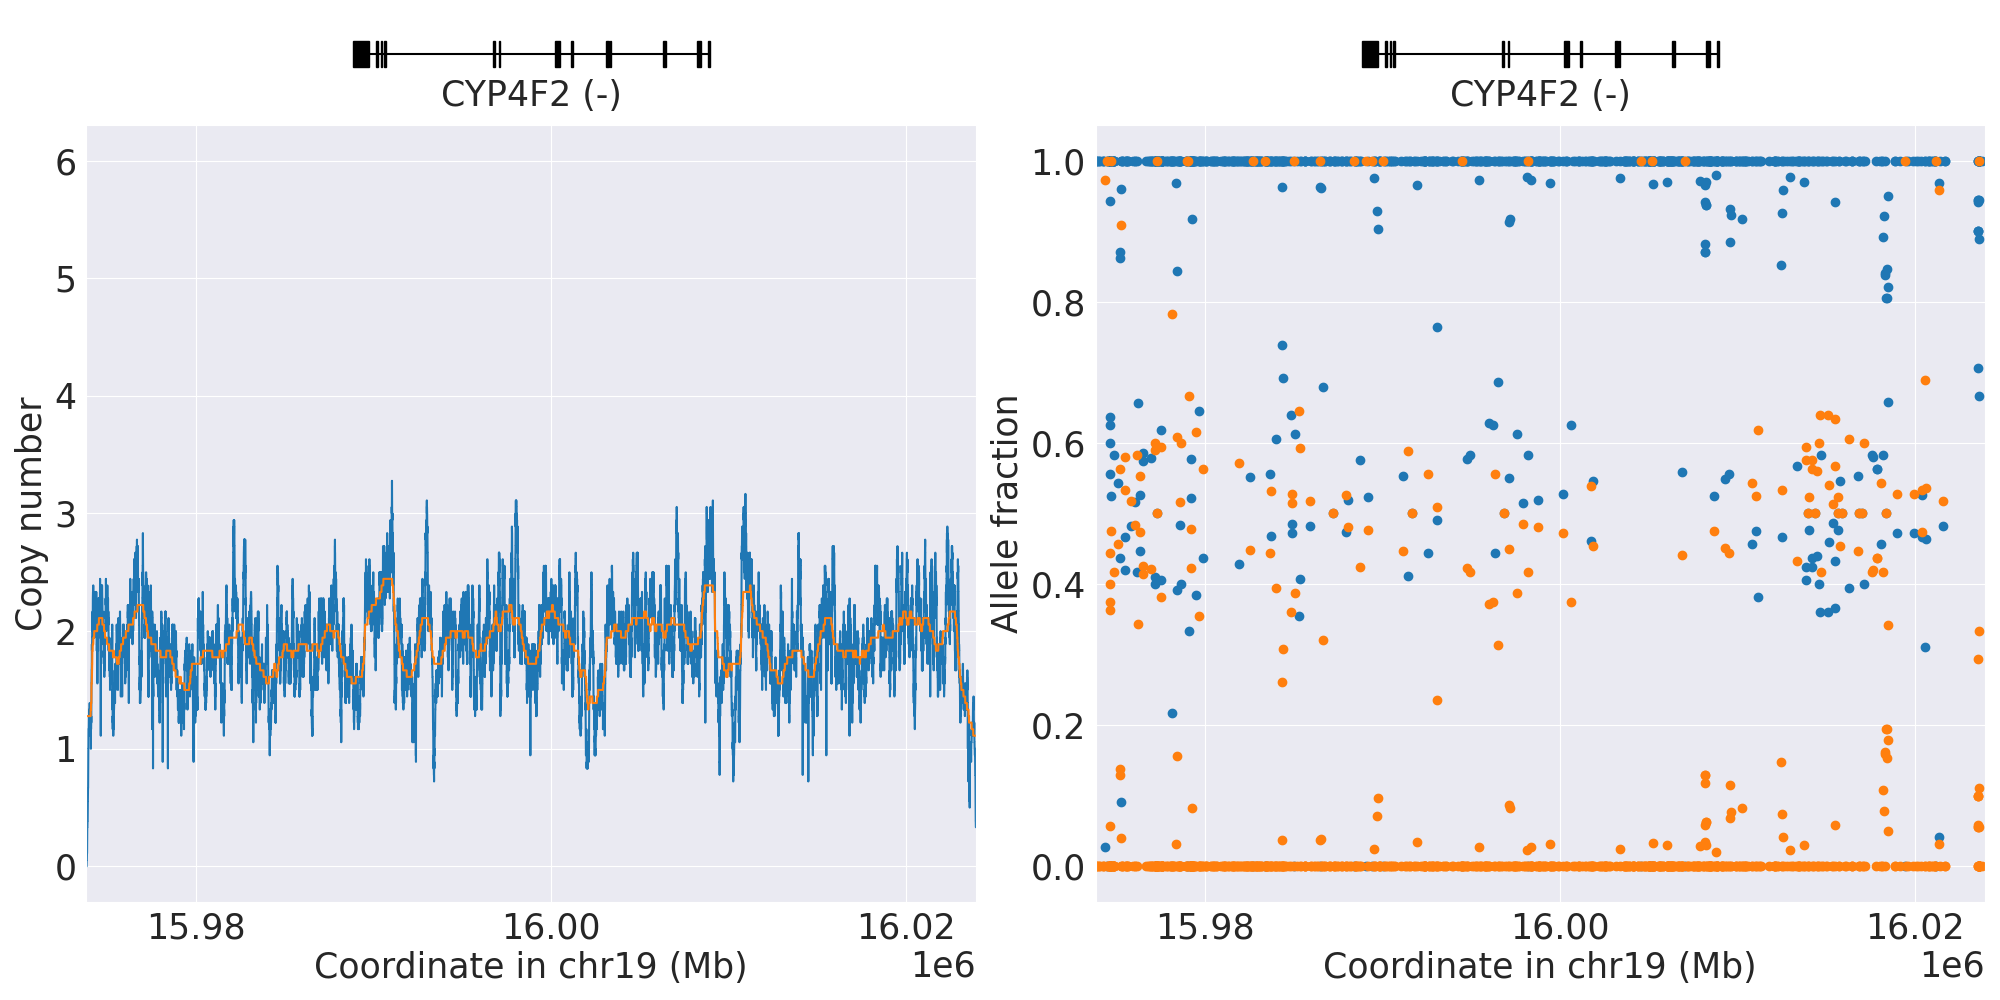 CYP4F2 (-)
6
5
4
3
2
1
0
Copy number
15.98
16.00
16.02
Coordinate in chr19 (Mb)
1e6
CYP4F2 (-)
1.0
0.8
0.6
0.4
0.2
0.0
Allele fraction
15.98
16.00
16.02
Coordinate in chr19 (Mb)
1e6